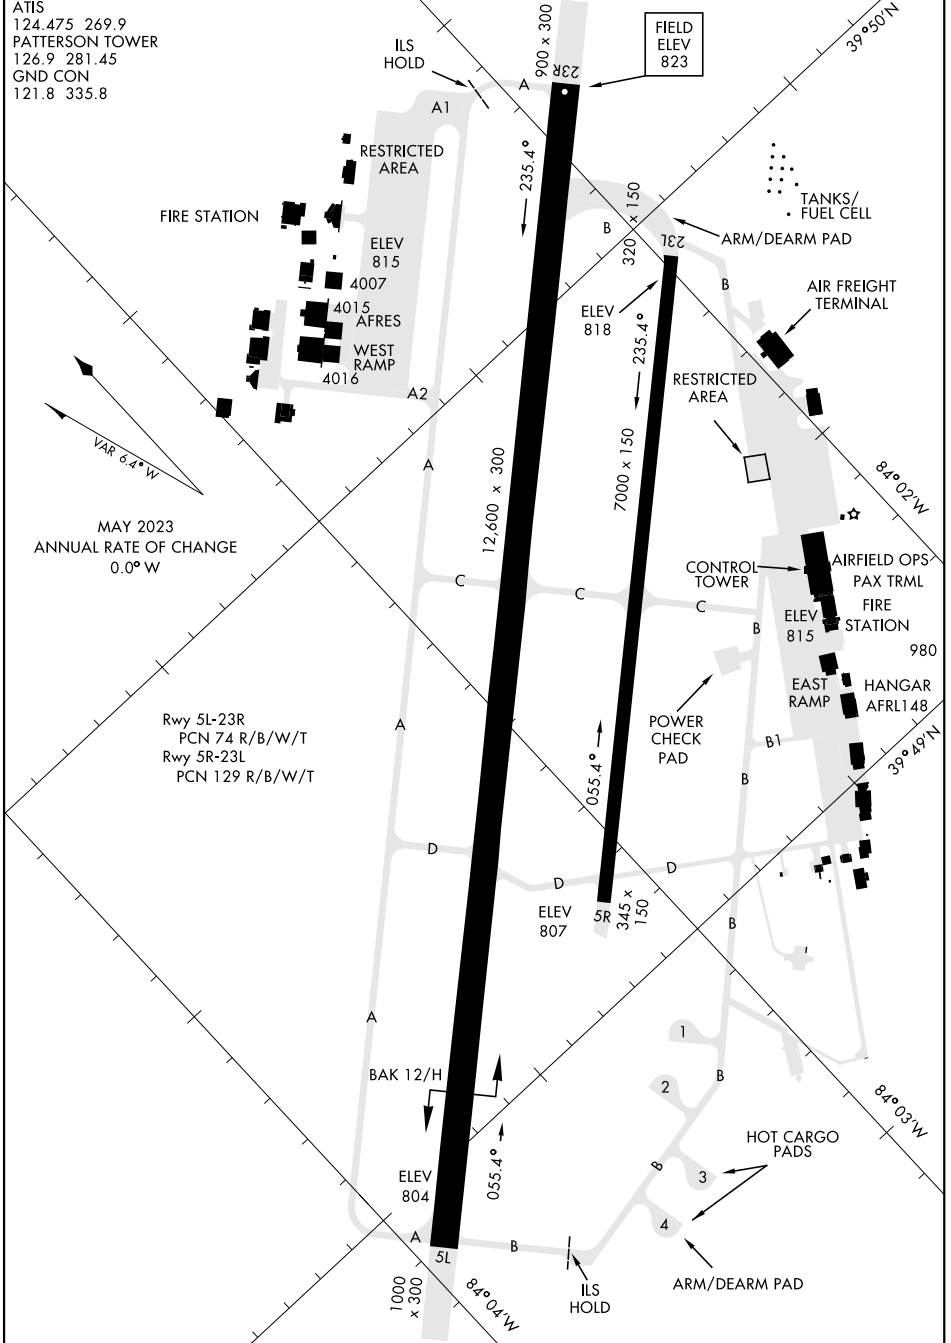 ATIS
124.475 269.9
PATTERSON TOWER
126.9 281.45
GND CON
121.8 335.8
ILS
HOLD
900 x 300
FIELD
ELEV
823
39°50'N
23R
A
A1
RESTRICTED
AREA
235.4°
TANKS/
FUEL CELL
FIRE STATION
320 x 150
B
ARM/DEARM PAD
23L
ELEV
815
4007
B
AIR FREIGHT
TERMINAL
4015
AFRES
ELEV
818
235.4°
WEST
RAMP
4016
RESTRICTED
AREA
A2
VAR 6.4° W
A
12,600 x 300
7000 x 150
84°02'W
MAY 2023
ANNUAL RATE OF CHANGE
0.0° W
C
C
C
CONTROL
TOWER
AIRFIELD OPS
PAX TRML
FIRE
STATION
ELEV
815
B
980
EAST
RAMP
HANGAR
AFRL148
Rwy 5L-23R
PCN 74 R/B/W/T
Rwy 5R-23L
PCN 129 R/B/W/T
A
POWER
CHECK
PAD
B1
39°49'N
055.4°
B
D
D
D
ELEV
807
5R
345 x
150
B
A
1
BAK 12/H
2
B
84°03'W
055.4°
HOT CARGO
PADS
ELEV
804
B
3
4
A
B
5L
ARM/DEARM PAD
1000
x 300
84°04'W
ILS
HOLD